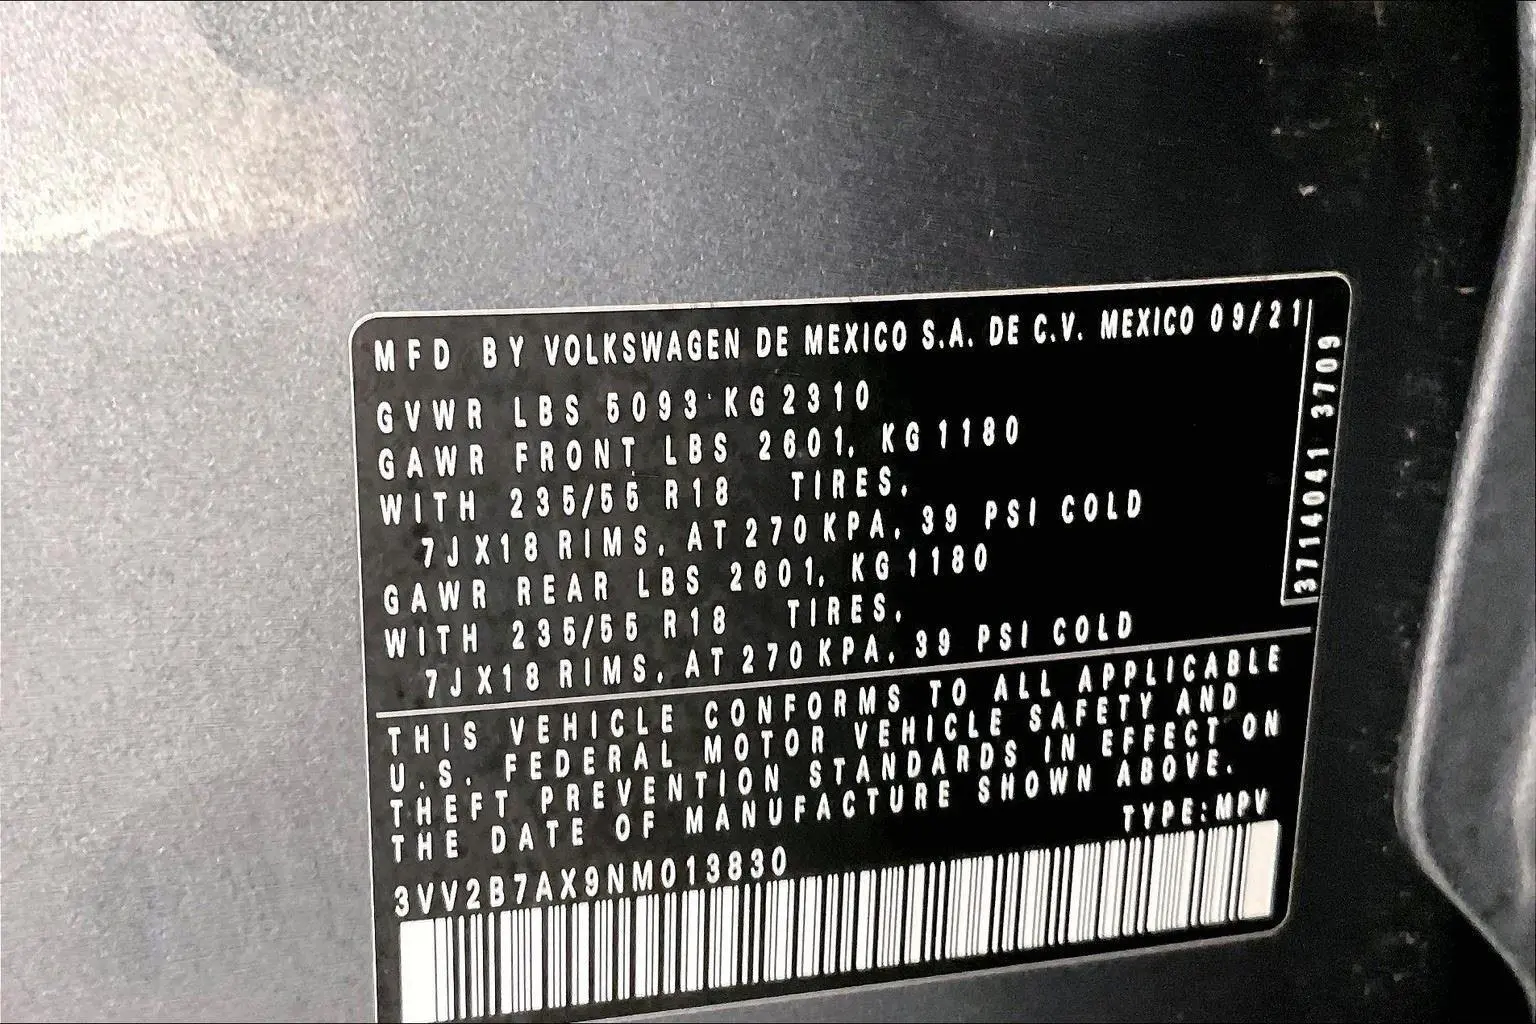 MFD BY VOLKSWAGEN DE MEXICO S.A. DE C.V. MEXICO 09/21
GVWR LBS 5093 KG 2310
GAWR FRONT LBS 2601, KG 1180
WITH 235/55 R18 TIRES,
7JX18 RIMS, AT 270 KPA, 39 PSI COLD
GAWR REAR LBS 2601, KG 1180
WITH 235/55 R18 TIRES,
7JX18 RIMS, AT 270 KPA, 39 PSI COLD
3714041 3709
THIS VEHICLE CONFORMS TO ALL APPLICABLE
U.S. FEDERAL MOTOR VEHICLE SAFETY AND
THEFT PREVENTION STANDARDS IN EFFECT ON
THE DATE OF MANUFACTURE SHOWN ABOVE.
TYPE:MPV
3VV2B7AX9NM013830